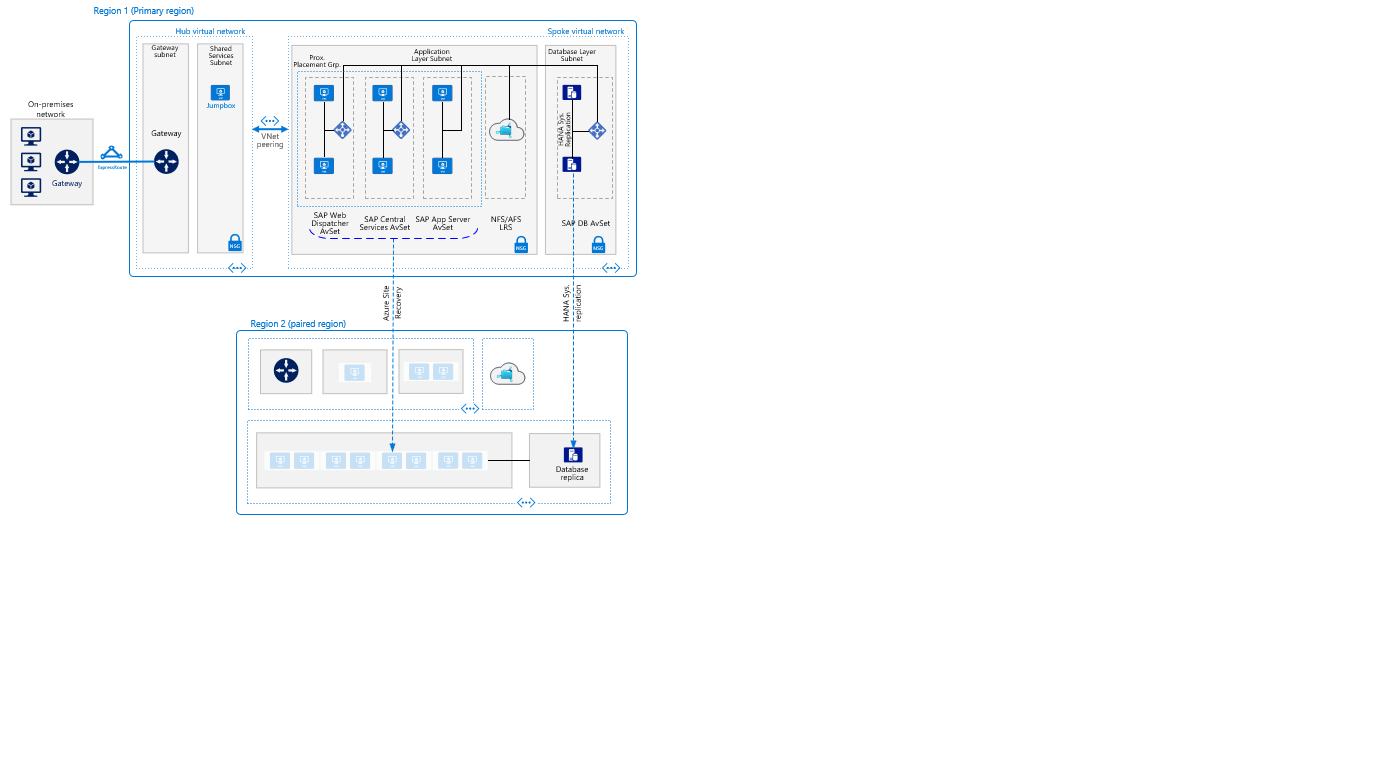 Region 1 (Primary region)
Hub virtual network
Spoke virtual network
Gateway
subnet
Shared
Services
Subnet
Jumpbox
Gateway
NSG
On-premises
network
Gateway
ExpressRoute
VNet
peering
Prox.
Placement Grp.
Application
Layer Subnet
Database Layer
Subnet
HANA Sys.
Replication
SAP Web
Dispatcher
AvSet
SAP Central
Services AvSet
SAP App Server
AvSet
NFS/AFS
LRS
SAP DB AvSet
NSG
NSG
Azure Site
Recovery
HANA Sys.
replication
Region 2 (paired region)
Database
replica